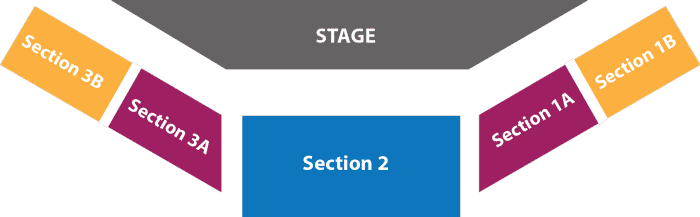 STAGE
Section 3B
Section 3A
Section 2
Section 1A
Section 1B